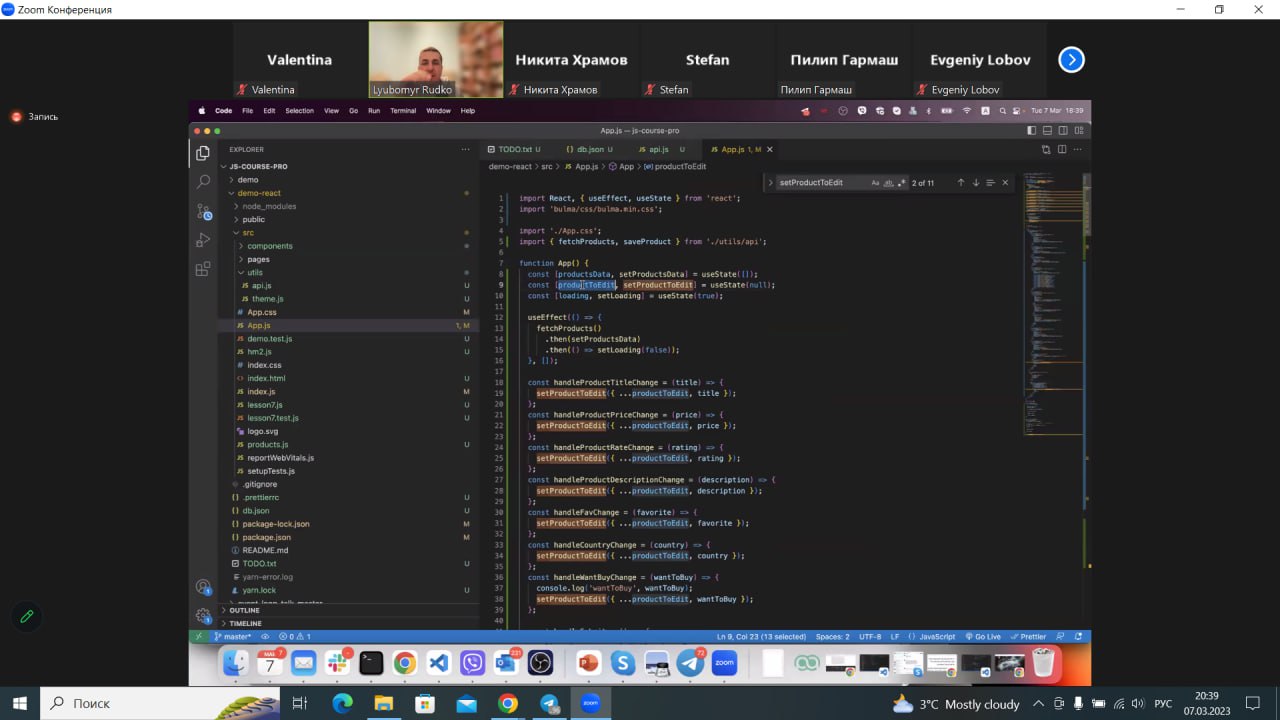 Zoom Конференция
Valentina
Никита Храмов
Stefan
Пилип Гармаш
Evgeniy Lobov
Valentina
Lyubomyr Rudko
Никита Храмов
Stefan
Пилип Гармаш
Evgeniy Lobov
Запись
Code File Edit Selection View Go Run Terminal Window Help
Tue 7 Mar 18:39
App.js — js-course-pro
EXPLORER
TODO.txt U
db.json U
api.js U
App.js 1, M
JS-COURSE-PRO
demo-react > src > App.js > App > productToEdit
setProductToEdit
Aa
2 of 11
demo
demo-react
node_modules
public
src
components
pages
utils
api.js U
theme.js U
App.css M
App.js 1, M
demo.test.js U
hm2.js U
index.css
index.html U
index.js M
lesson7.js U
lesson7.test.js U
logo.svg
products.js U
reportWebVitals.js
setupTests.js
.gitignore
.prettierrc U
db.json U
package-lock.json M
package.json M
README.md
TODO.txt U
yarn-error.log
yarn.lock U
OUTLINE
TIMELINE
1 import React, { useEffect, useState } from 'react';
2 import 'bulma/css/bulma.min.css';
3
4 import './App.css';
5 import { fetchProducts, saveProduct } from './utils/api';
6
7 function App() {
8 const [productsData, setProductsData] = useState([]);
9 const [productToEdit, setProductToEdit] = useState(null);
10 const [loading, setLoading] = useState(true);
11
12 useEffect(() => {
13 fetchProducts()
14 .then(setProductsData)
15 .then(() => setLoading(false));
16 }, []);
17
18 const handleProductTitleChange = (title) => {
19 setProductToEdit({ ...productToEdit, title });
20 };
21 const handleProductPriceChange = (price) => {
22 setProductToEdit({ ...productToEdit, price });
23 };
24 const handleProductRateChange = (rating) => {
25 setProductToEdit({ ...productToEdit, rating });
26 };
27 const handleProductDescriptionChange = (description) => {
28 setProductToEdit({ ...productToEdit, description });
29 };
30 const handleFavChange = (favorite) => {
31 setProductToEdit({ ...productToEdit, favorite });
32 };
33 const handleCountryChange = (country) => {
34 setProductToEdit({ ...productToEdit, country });
35 };
36 const handleWantBuyChange = (wantToBuy) => {
37 console.log('wantToBuy', wantToBuy);
38 setProductToEdit({ ...productToEdit, wantToBuy });
39 };
40
master* 0 1
Ln 9, Col 23 (13 selected) Spaces: 2 UTF-8 LF {} JavaScript Go Live Prettier
7
231
72
zoom
Поиск
zoom
3°C Mostly cloudy
РУС
20:39
07.03.2023